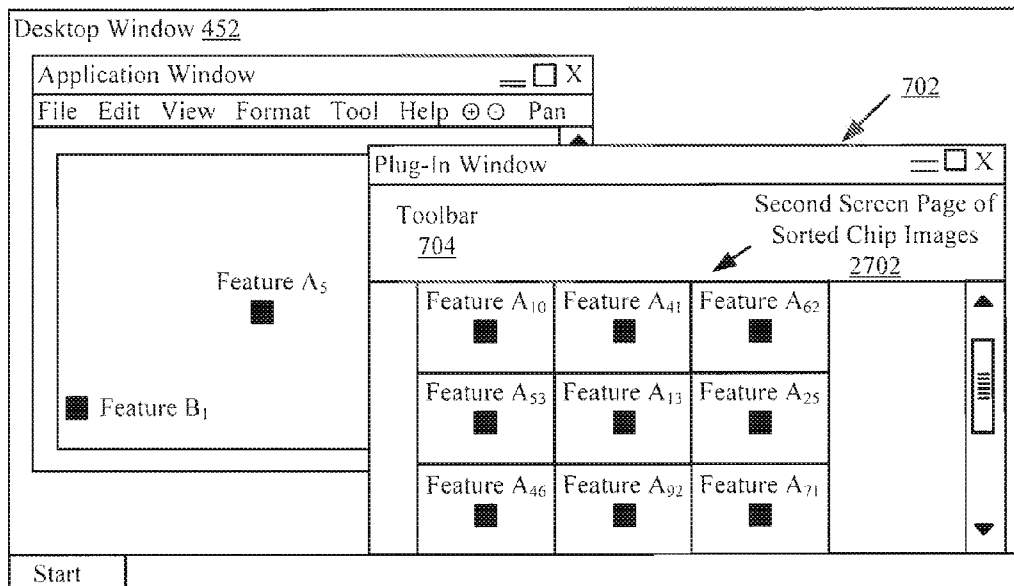 Desktop Window 452
Application Window X
File Edit View Format Tool Help ⊕ ⊖ Pan
702
Plug-In Window X
Toolbar
704
Second Screen Page of
Sorted Chip Images
2702
Feature A₅
Feature B₁
Feature A₁₀ Feature A₄₁ Feature A₆₂
Feature A₅₃ Feature A₁₃ Feature A₂₅
Feature A₄₆ Feature A₉₂ Feature A₇₁
Start